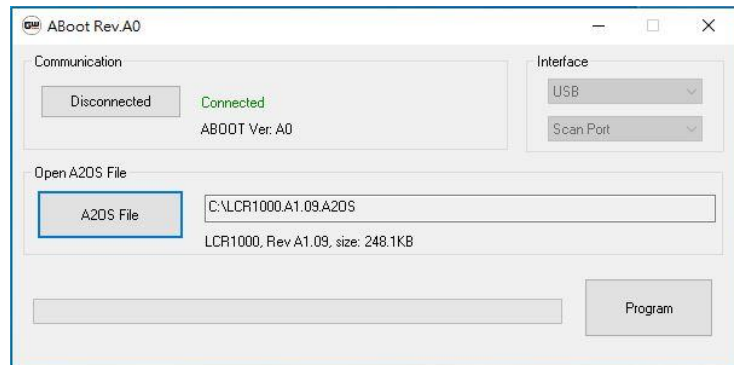 GW ABoot Rev.A0
Communication
Disconnected
Connected
ABOOT Ver: A0
Interface
USB
Scan Port
Open A2OS File
A2OS File
C:\LCR1000.A1.09.A2OS
LCR1000, Rev A1.09, size: 248.1KB
Program